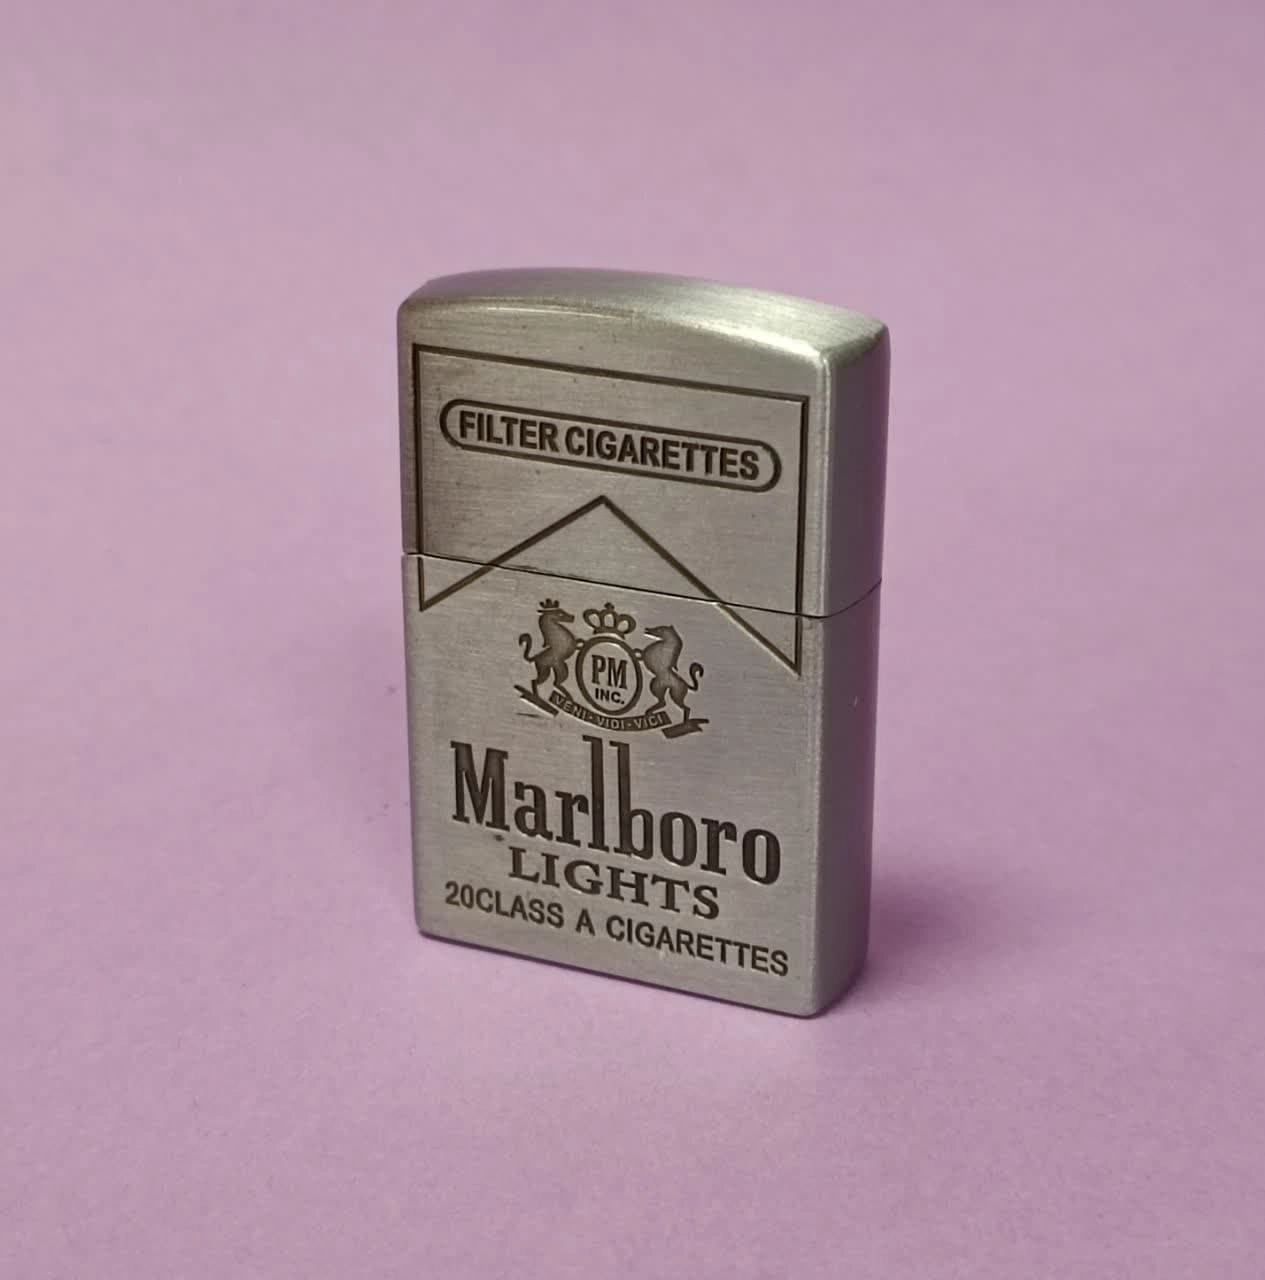 FILTER CIGARETTES
PM
INC.
VENI-VIDI-VICI
Marlboro
LIGHTS
20CLASS A CIGARETTES